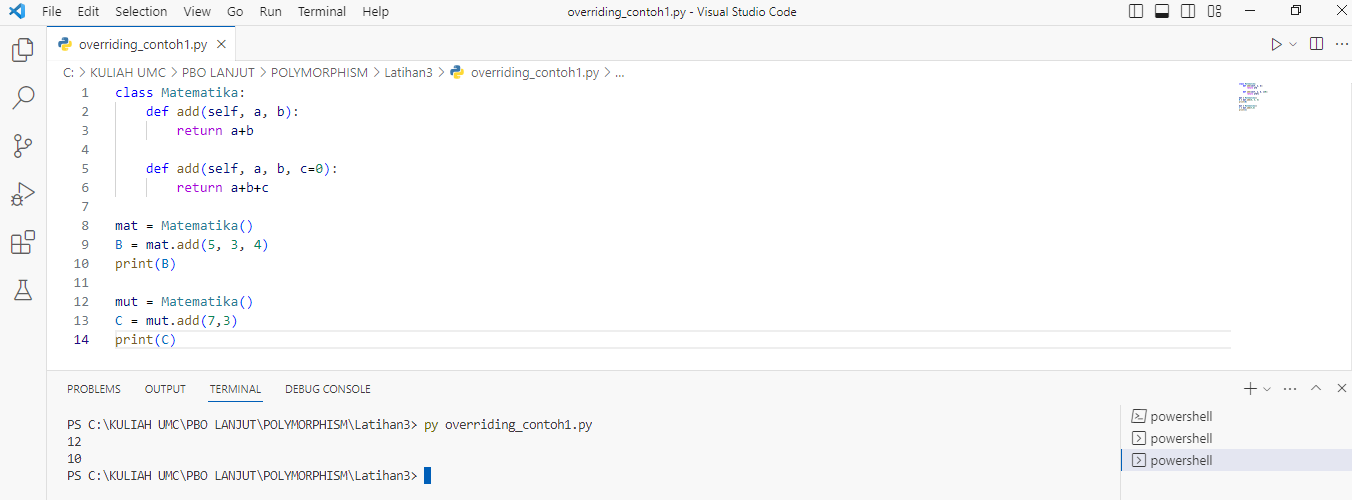 File Edit Selection View Go Run Terminal Help overriding_contoh1.py - Visual Studio Code
overriding_contoh1.py
C: > KULIAH UMC > PBO LANJUT > POLYMORPHISM > Latihan3 > overriding_contoh1.py > ...
1 class Matematika:
2     def add(self, a, b):
3         return a+b
4
5     def add(self, a, b, c=0):
6         return a+b+c
7
8 mat = Matematika()
9 B = mat.add(5, 3, 4)
10 print(B)
11
12 mut = Matematika()
13 C = mut.add(7,3)
14 print(C)
PROBLEMS OUTPUT TERMINAL DEBUG CONSOLE
PS C:\KULIAH UMC\PBO LANJUT\POLYMORPHISM\Latihan3> py overriding_contoh1.py
12
10
PS C:\KULIAH UMC\PBO LANJUT\POLYMORPHISM\Latihan3>
powershell
powershell
powershell